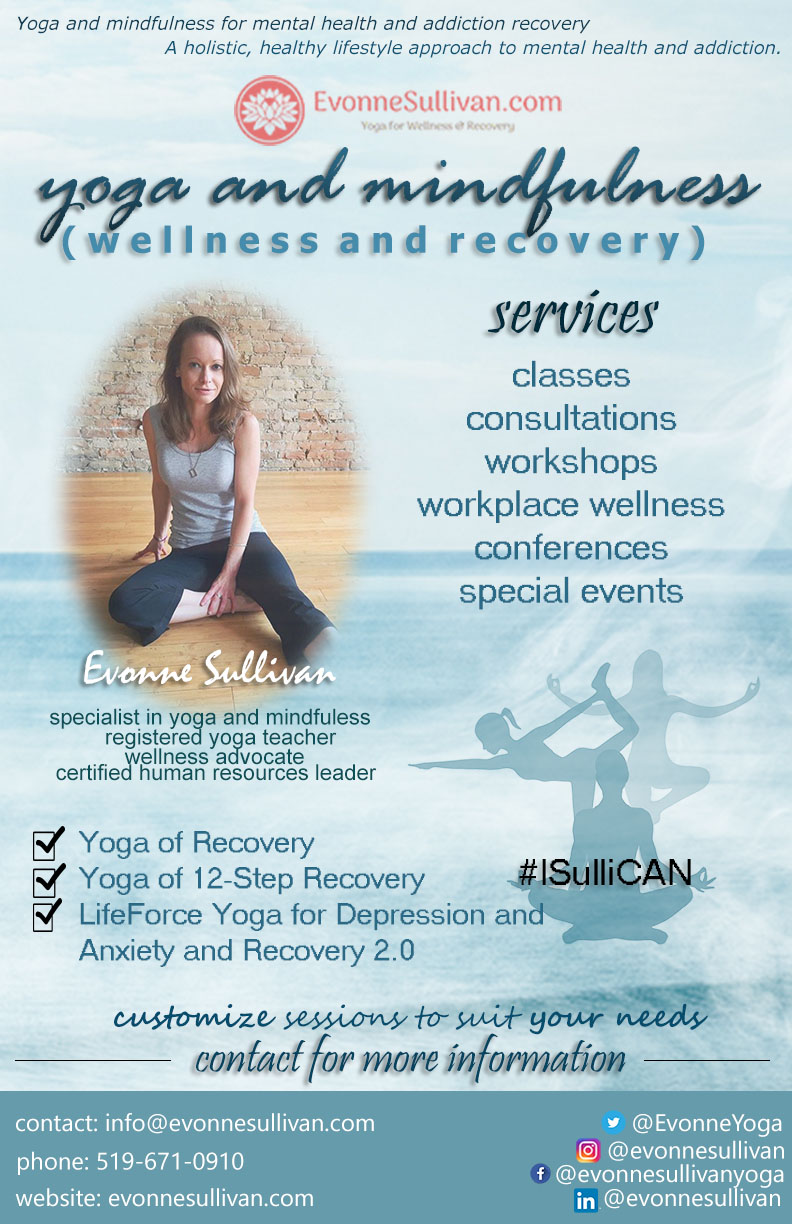 Yoga and mindfulness for mental health and addiction recovery
A holistic, healthy lifestyle approach to mental health and addiction.
EvonneSullivan.com
Yoga for Wellness & Recovery
yoga and mindfulness
(wellness and recovery)
services
classes
consultations
workshops
workplace wellness
conferences
special events
Evonne Sullivan
specialist in yoga and mindfuless
registered yoga teacher
wellness advocate
certified human resources leader
Yoga of Recovery
Yoga of 12-Step Recovery
LifeForce Yoga for Depression and
Anxiety and Recovery 2.0
#ISulliCAN
customize sessions to suit your needs
contact for more information
contact: info@evonnesullivan.com
phone: 519-671-0910
website: evonnesullivan.com
@EvonneYoga
@evonnesullivan
@evonnesullivanyoga
@evonnesullivan